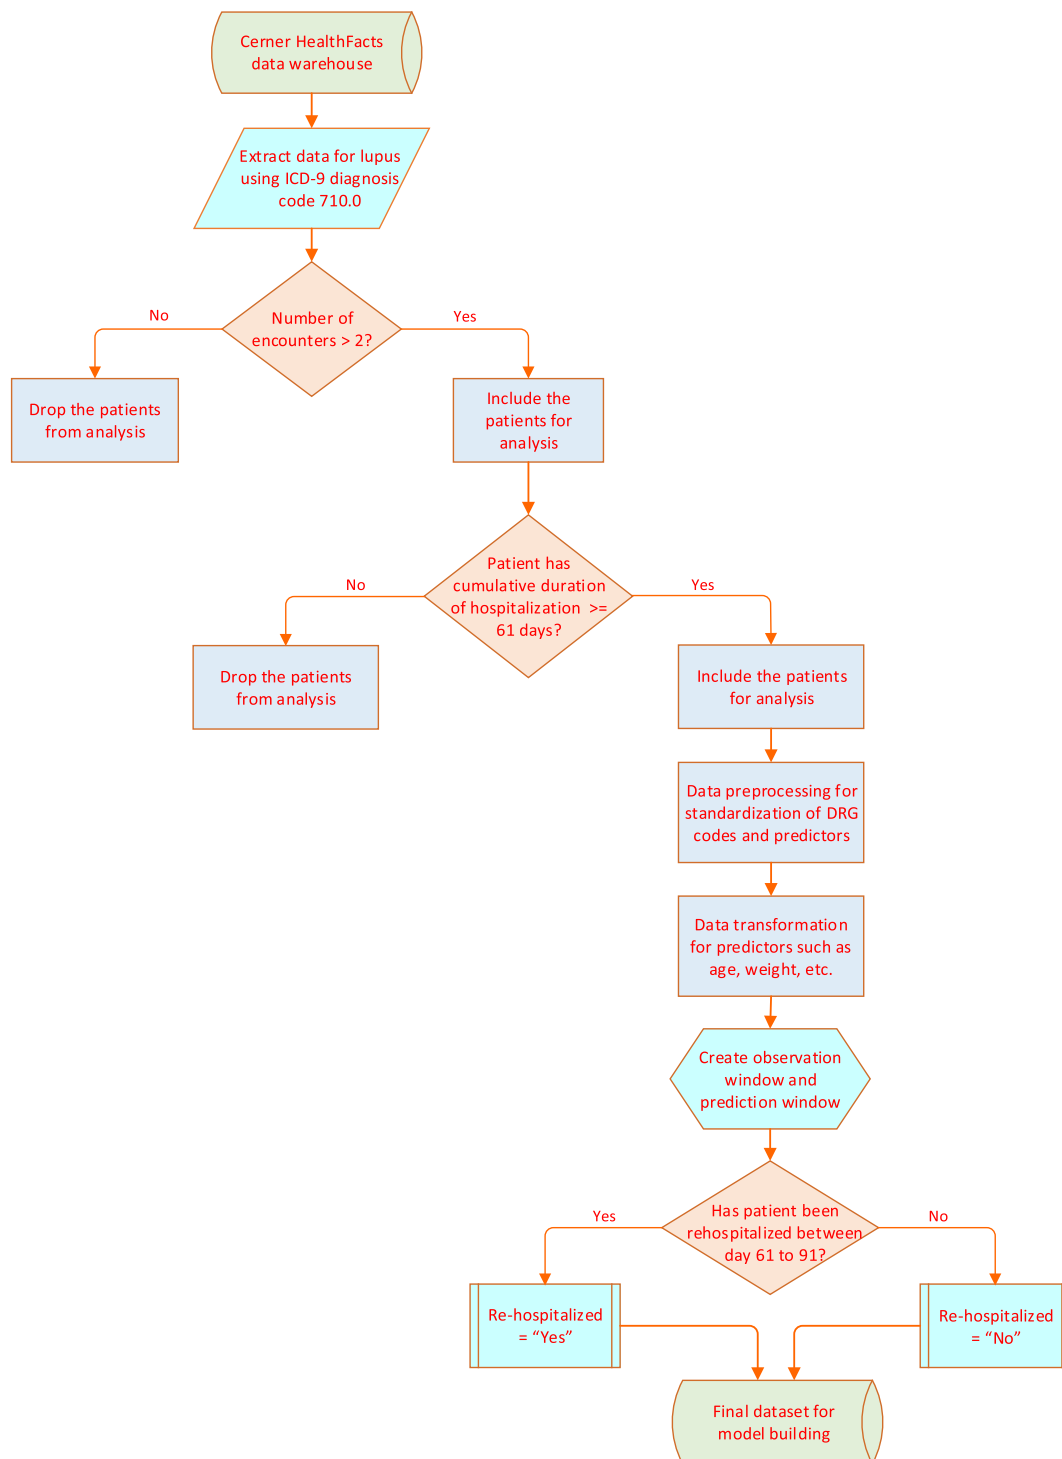 Cerner HealthFacts
data warehouse
Extract data for lupus
using ICD-9 diagnosis
code 710.0
Number of
encounters > 2?
No
Yes
Drop the patients
from analysis
Include the
patients for
analysis
Patient has
cumulative duration
of hospitalization >=
61 days?
No
Yes
Drop the patients
from analysis
Include the patients
for analysis
Data preprocessing for
standardization of DRG
codes and predictors
Data transformation
for predictors such as
age, weight, etc.
Create observation
window and
prediction window
Has patient been
rehospitalized between
day 61 to 91?
Yes
No
Re-hospitalized
= “Yes”
Re-hospitalized
= “No”
Final dataset for
model building